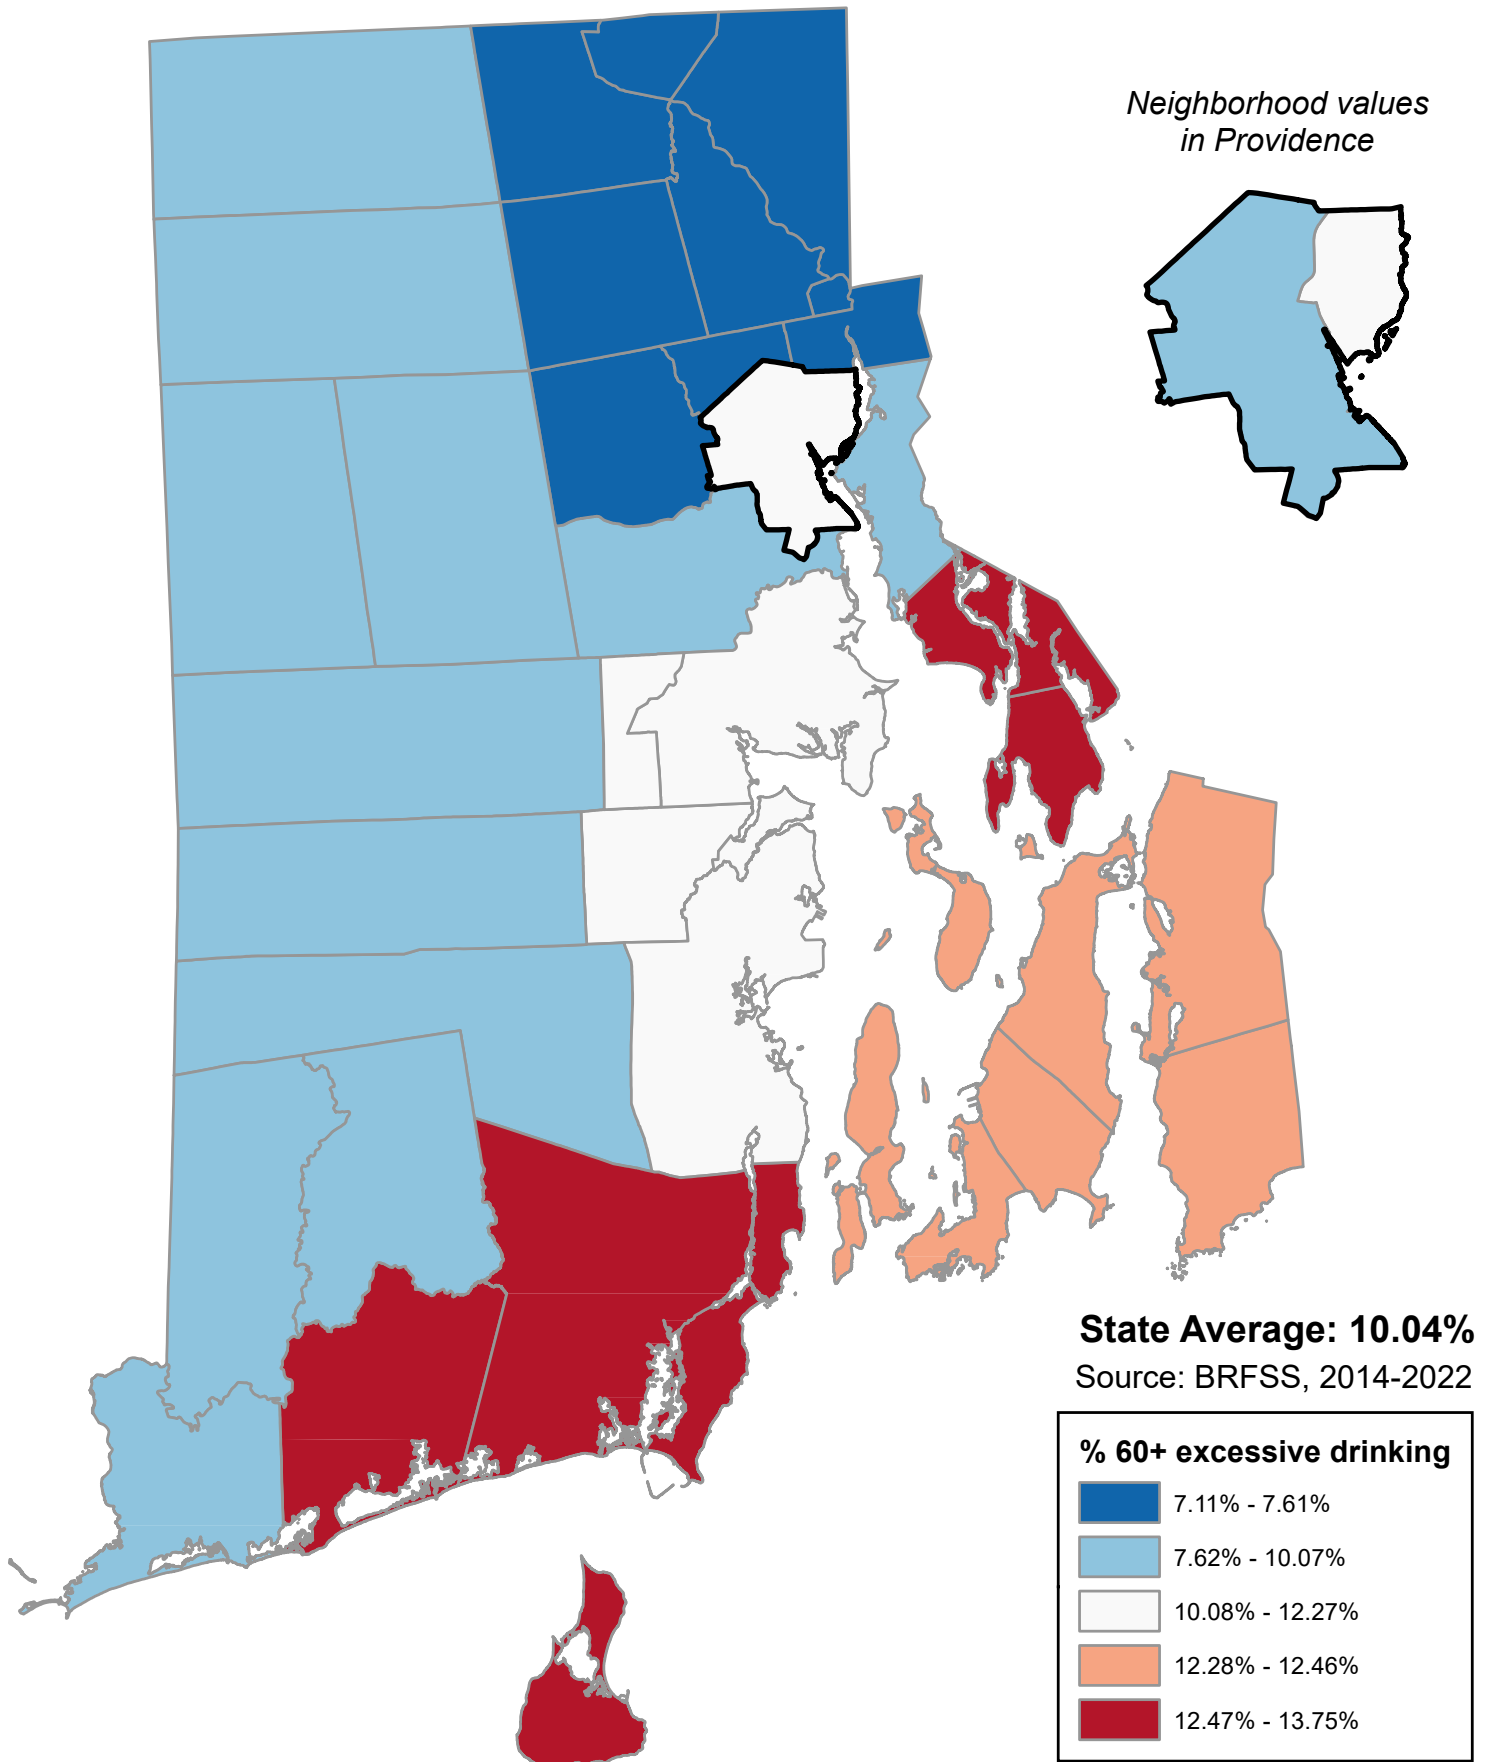 Neighborhood values
in Providence
State Average: 10.04%
Source: BRFSS, 2014-2022
% 60+ excessive drinking
7.11% - 7.61%
7.62% - 10.07%
10.08% - 12.27%
12.28% - 12.46%
12.47% - 13.75%